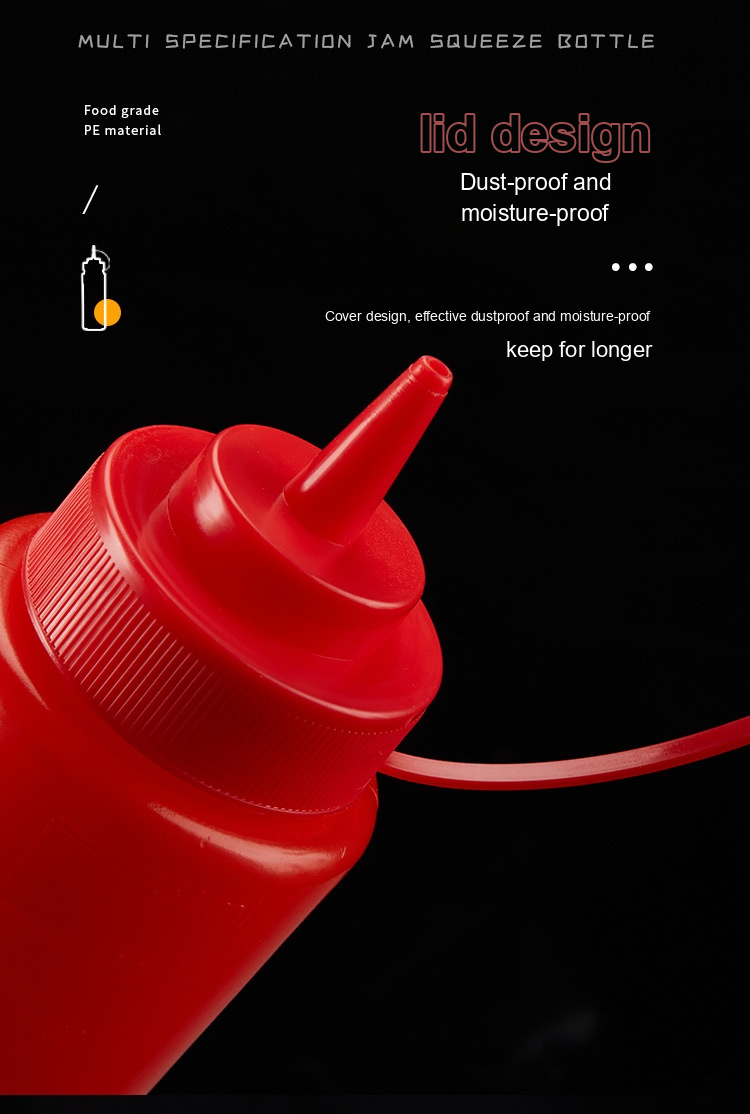 MULTI SPECIFICATION JAM SQUEEZE BOTTLE
Food grade
PE material
/
lid design
Dust-proof and
moisture-proof
Cover design, effective dustproof and moisture-proof
keep for longer